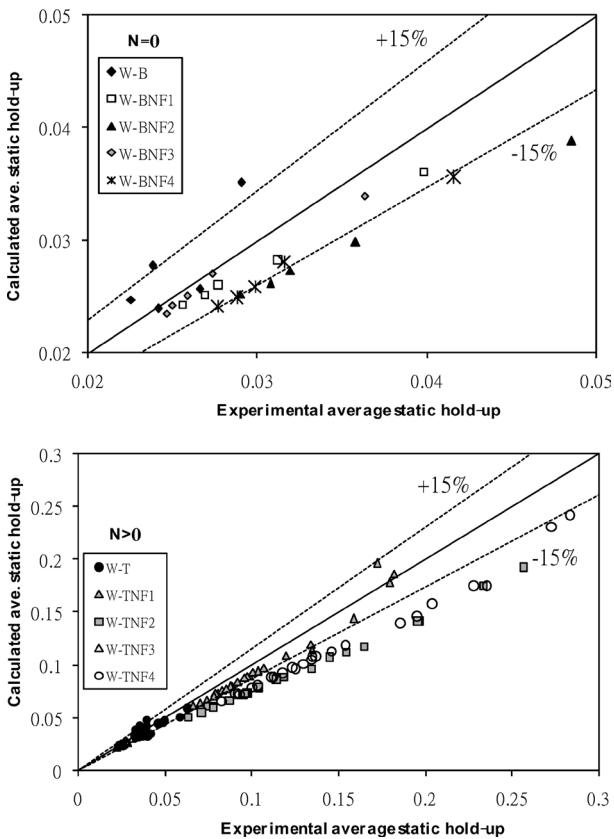 0.05
N=0
+15%
W-B
W-BNF1
W-BNF2
W-BNF3
W-BNF4
0.04
-15%
0.03
0.02
Calculated ave. static hold-up
0.02 0.03 0.04 0.05
Experimental average static hold-up
0.3
+15%
0.25
N>0
-15%
0.2
W-T
W-TNF1
W-TNF2
W-TNF3
W-TNF4
0.15
0.1
0.05
0
Calculated ave. static hold-up
0 0.05 0.1 0.15 0.2 0.25 0.3
Experimental average static hold-up